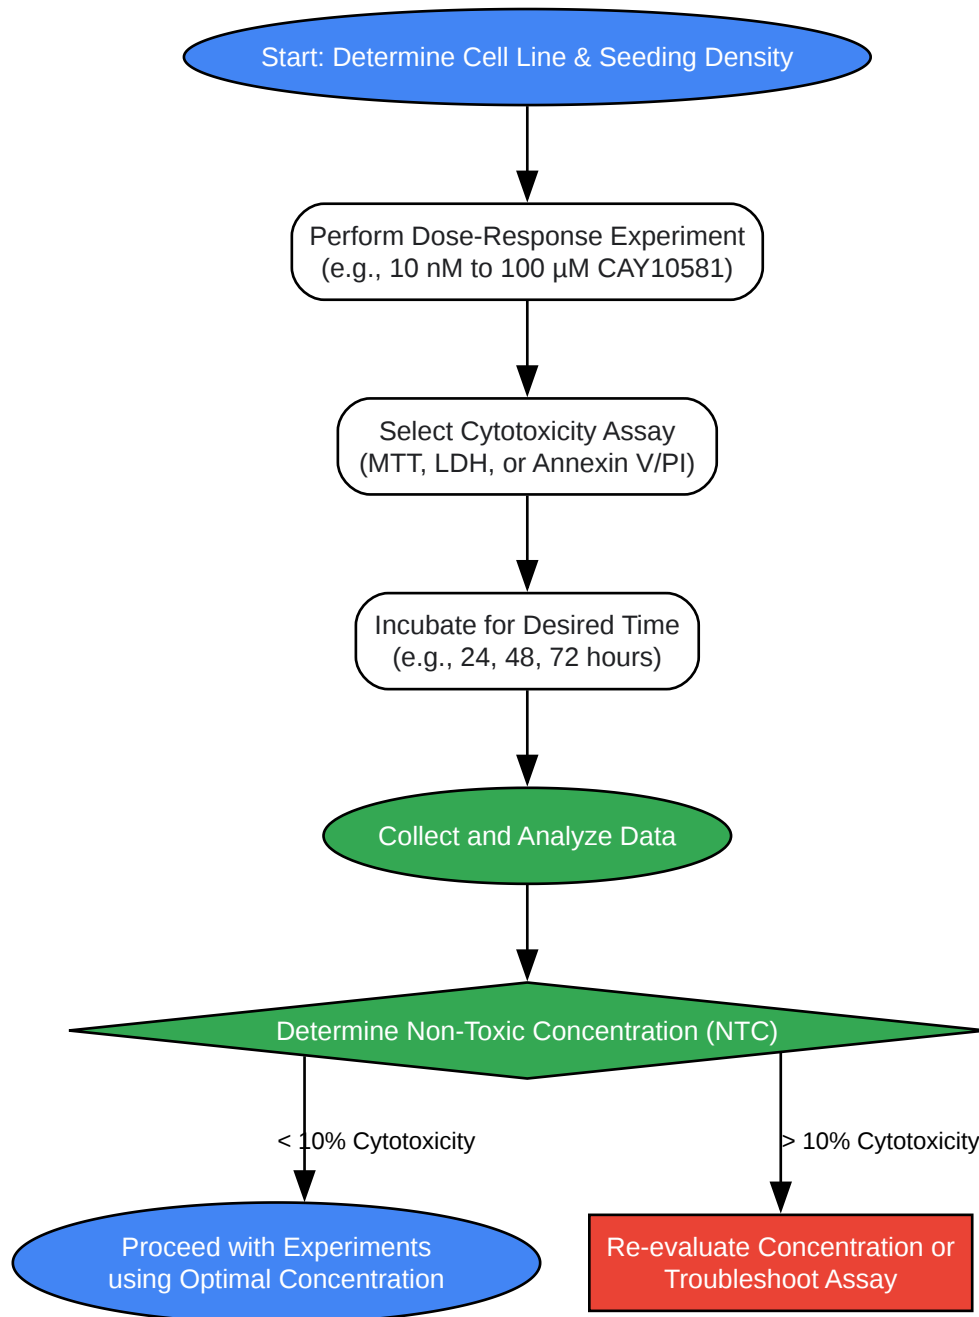 Start: Determine Cell Line & Seeding Density
Perform Dose-Response Experiment
(e.g., 10 nM to 100 µM CAY10581)
Select Cytotoxicity Assay
(MTT, LDH, or Annexin V/PI)
Incubate for Desired Time
(e.g., 24, 48, 72 hours)
Collect and Analyze Data
Determine Non-Toxic Concentration (NTC)
< 10% Cytotoxicity
> 10% Cytotoxicity
Proceed with Experiments
using Optimal Concentration
Re-evaluate Concentration or
Troubleshoot Assay